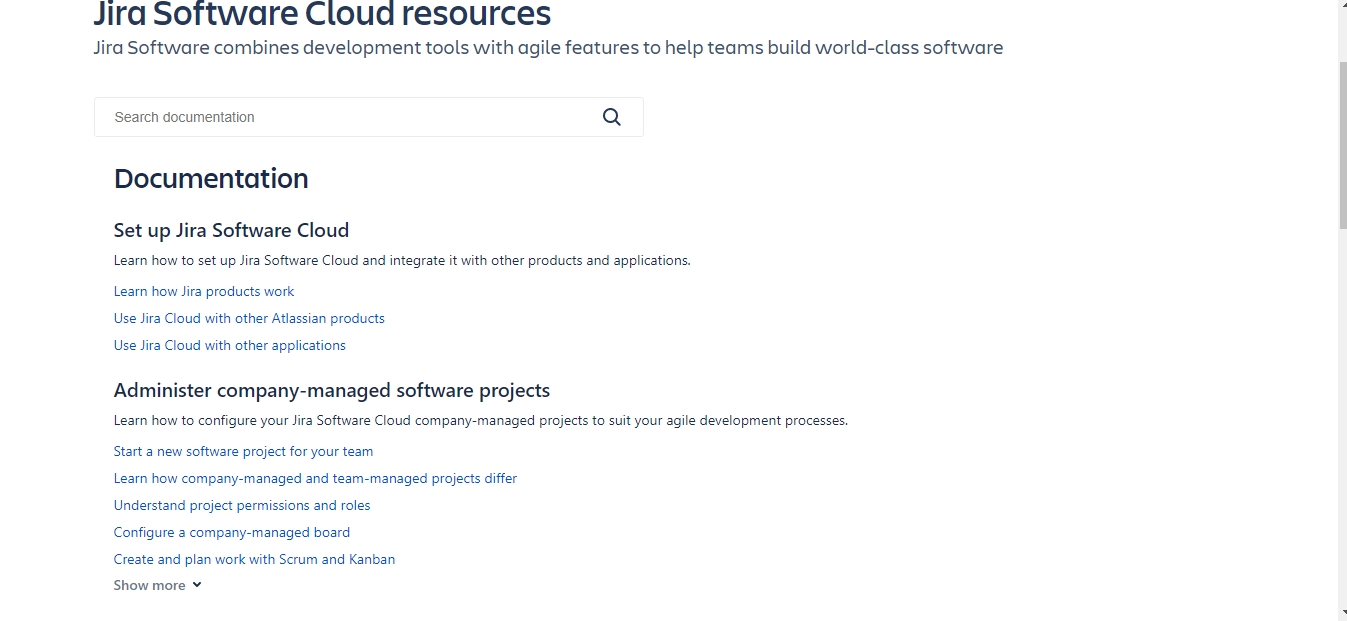 Jira Software Cloud resources
Jira Software combines development tools with agile features to help teams build world-class software
Search documentation
Documentation
Set up Jira Software Cloud
Learn how to set up Jira Software Cloud and integrate it with other products and applications.
Learn how Jira products work
Use Jira Cloud with other Atlassian products
Use Jira Cloud with other applications
Administer company-managed software projects
Learn how to configure your Jira Software Cloud company-managed projects to suit your agile development processes.
Start a new software project for your team
Learn how company-managed and team-managed projects differ
Understand project permissions and roles
Configure a company-managed board
Create and plan work with Scrum and Kanban
Show more